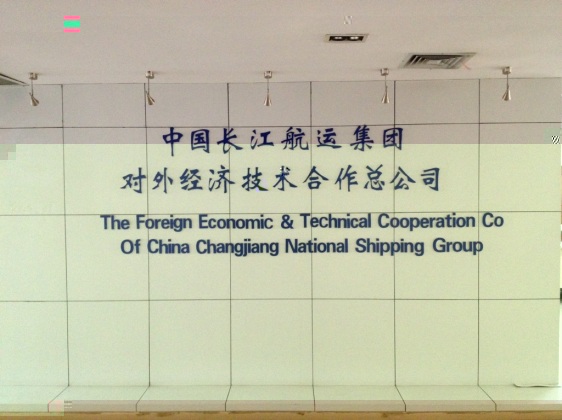 中国长江航运集团
对外经济技术合作总公司
The Foreign Economic & Technical Cooperation Co
Of China Changjiang National Shipping Group